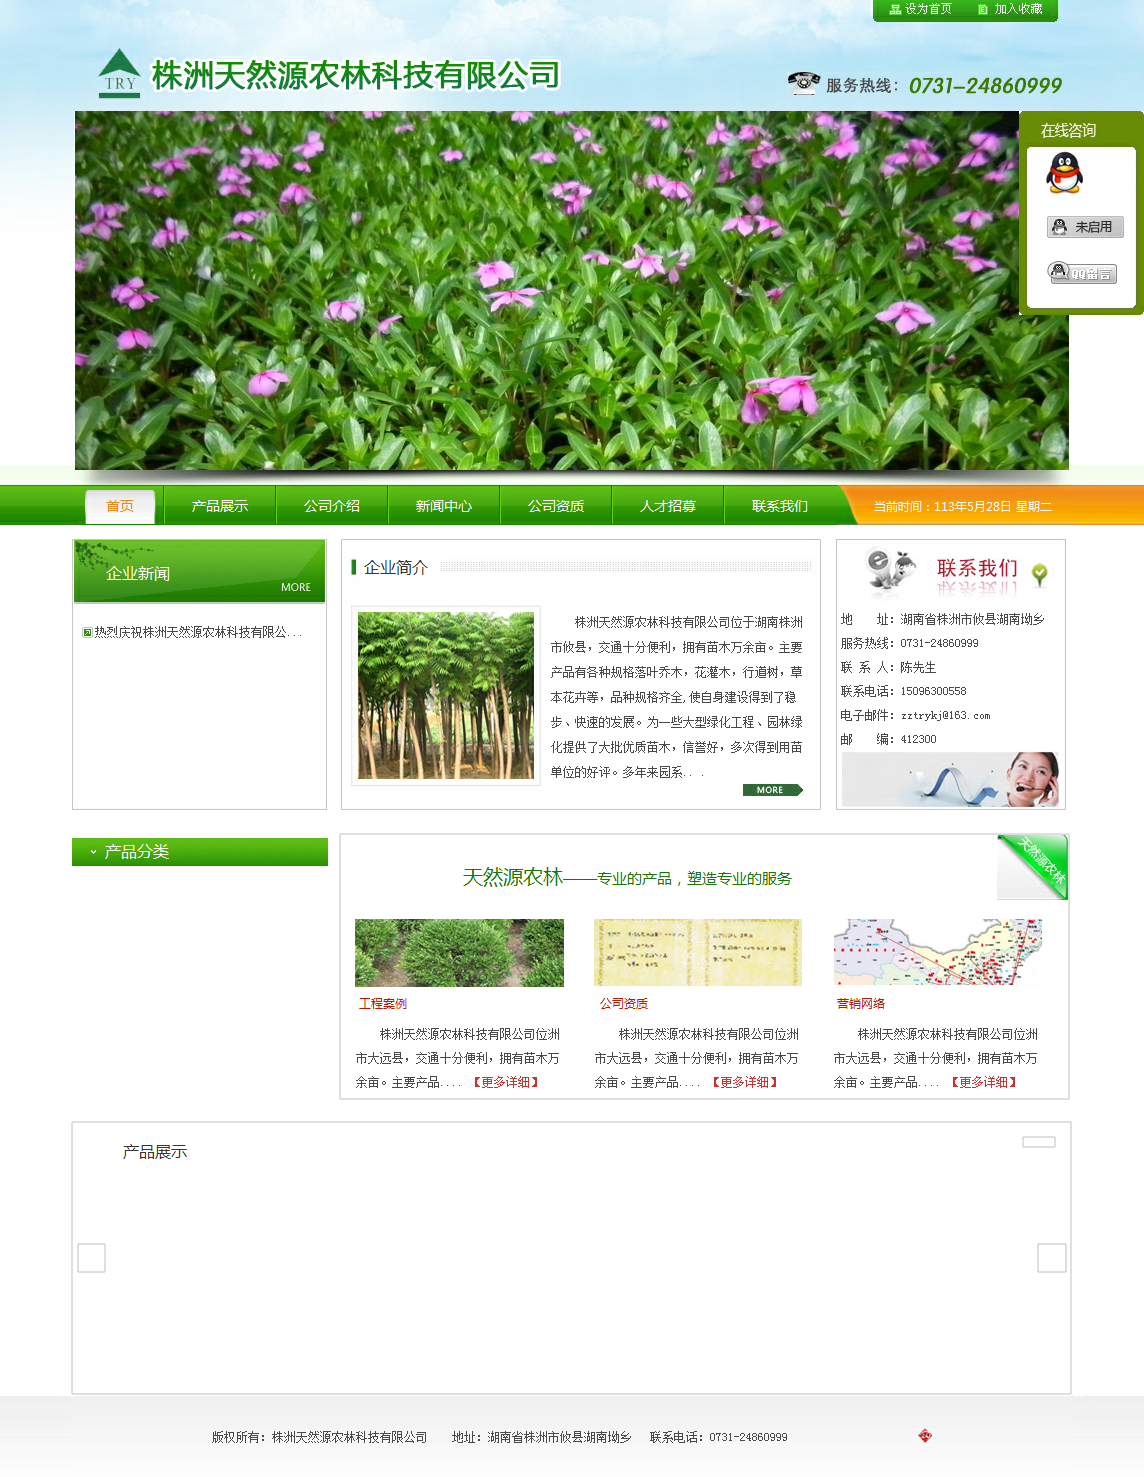 设为首页 加入收藏
TRY
株洲天然源农林科技有限公司
服务热线：0731-24860999
在线咨询
未启用
QQ留言
首页 产品展示 公司介绍 新闻中心 公司资质 人才招募 联系我们 当前时间：113年5月28日 星期二
企业新闻
MORE
热烈庆祝株洲天然源农林科技有限公...
企业简介
株洲天然源农林科技有限公司位于湖南株洲
市攸县，交通十分便利，拥有苗木万余亩。主要
产品有各种规格落叶乔木，花灌木，行道树，草
本花卉等，品种规格齐全,使自身建设得到了稳
步、快速的发展。为一些大型绿化工程、园林绿
化提供了大批优质苗木，信誉好，多次得到用苗
单位的好评。多年来园系. . .
MORE
联系我们
地 址：湖南省株洲市攸县湖南坳乡
服务热线：0731-24860999
联 系 人：陈先生
联系电话：15096300558
电子邮件：zztrykj@163.com
邮 编：412300
产品分类
天然源农林——专业的产品，塑造专业的服务
天然源农林
工程案例
株洲天然源农林科技有限公司位洲
市大远县，交通十分便利，拥有苗木万
余亩。主要产品.... 【更多详细】
公司资质
株洲天然源农林科技有限公司位洲
市大远县，交通十分便利，拥有苗木万
余亩。主要产品.... 【更多详细】
营销网络
株洲天然源农林科技有限公司位洲
市大远县，交通十分便利，拥有苗木万
余亩。主要产品.... 【更多详细】
产品展示
版权所有：株洲天然源农林科技有限公司 地址：湖南省株洲市攸县湖南坳乡 联系电话：0731-24860999